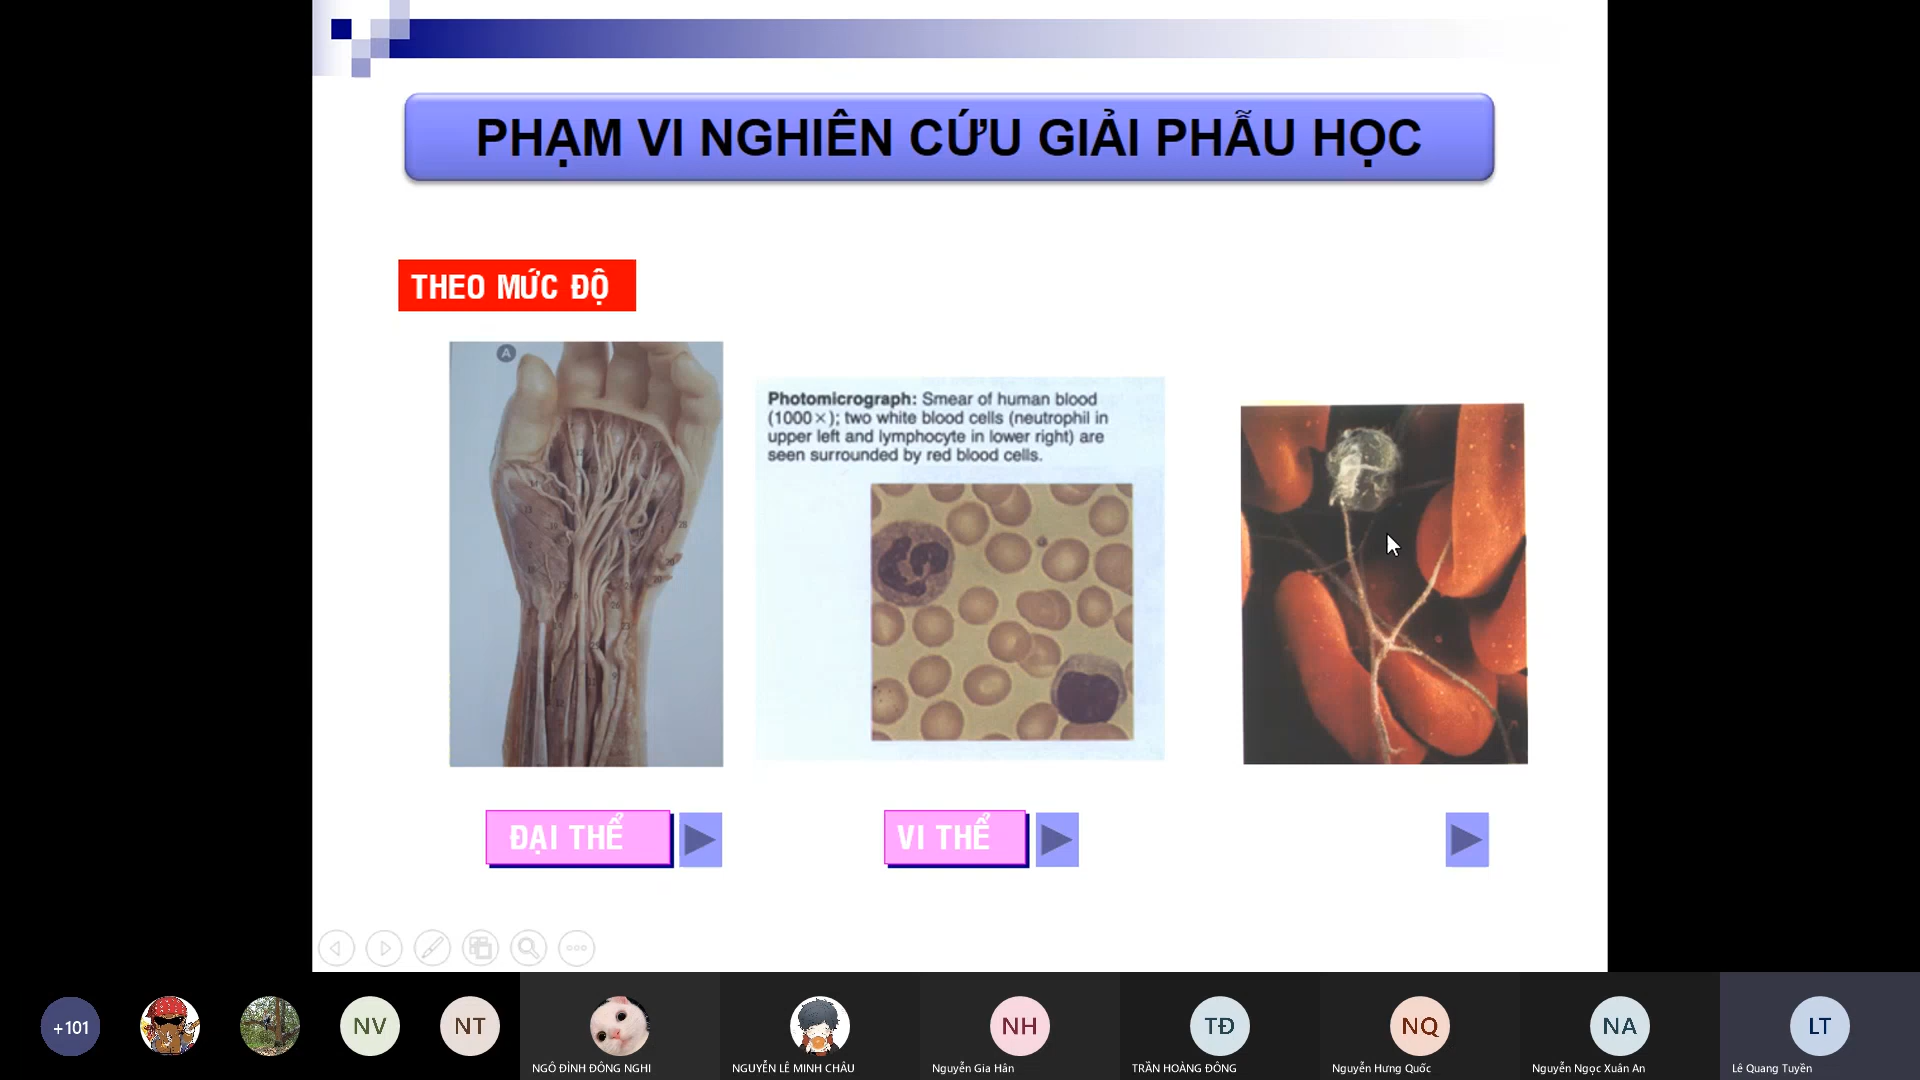 PHẠM VI NGHIÊN CỨU GIẢI PHẪU HỌC
THEO MỨC ĐỘ
A
Photomicrograph: Smear of human blood
(1000×); two white blood cells (neutrophil in
upper left and lymphocyte in lower right) are
seen surrounded by red blood cells.
ĐẠI THỂ
VI THỂ
+101
NV
NT
NGÔ ĐÌNH ĐÔNG NGHI
NGUYỄN LÊ MINH CHÂU
NH
Nguyễn Gia Hân
TĐ
TRẦN HOÀNG ĐÔNG
NQ
Nguyễn Hưng Quốc
NA
Nguyễn Ngọc Xuân An
LT
Lê Quang Tuyền